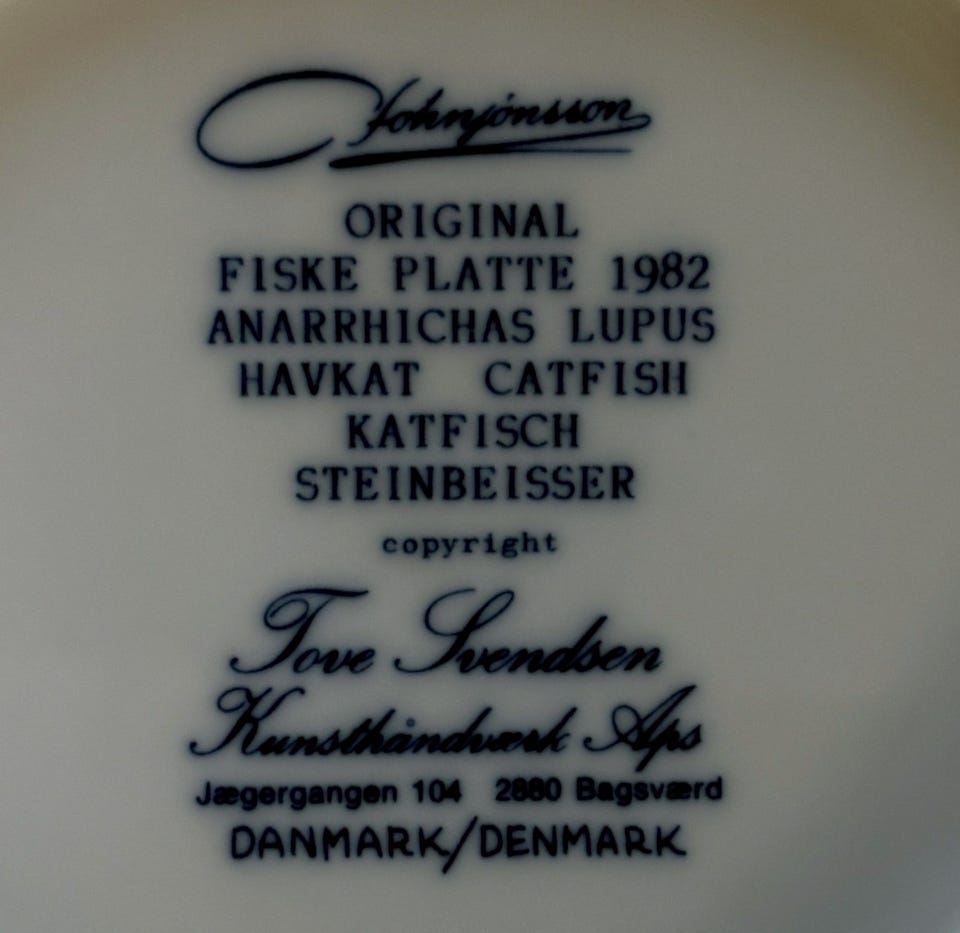 Johnjónsson
ORIGINAL
FISKE PLATTE 1982
ANARRHICHAS LUPUS
HAVKAT CATFISH
KATFISCH
STEINBEISSER
copyright
Tove Svendsen
Kunsthåndværk Aps
Jægergangen 104 2880 Bagsværd
DANMARK/DENMARK